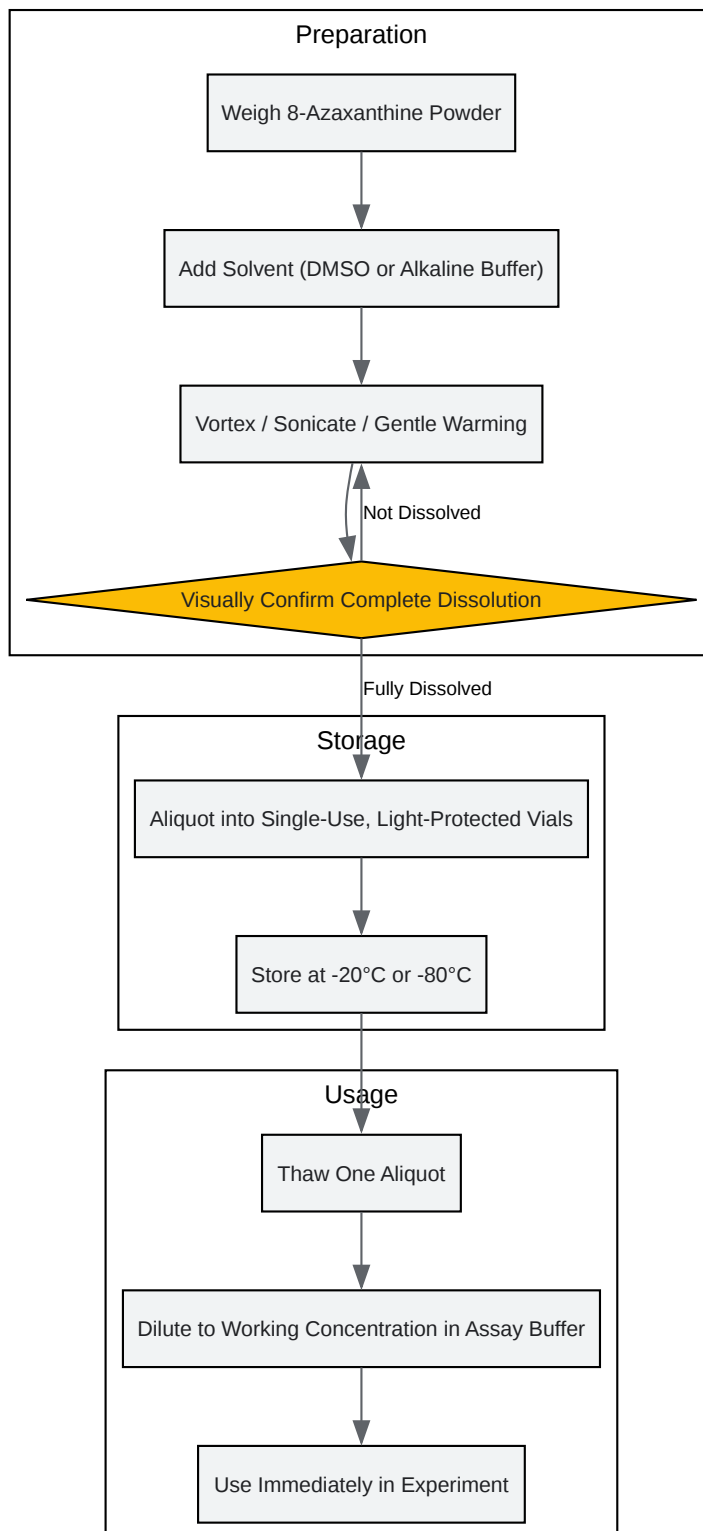 Preparation
Weigh 8-Azaxanthine Powder
Add Solvent (DMSO or Alkaline Buffer)
Vortex / Sonicate / Gentle Warming
Not Dissolved
Visually Confirm Complete Dissolution
Fully Dissolved
Storage
Aliquot into Single-Use, Light-Protected Vials
Store at -20°C or -80°C
Usage
Thaw One Aliquot
Dilute to Working Concentration in Assay Buffer
Use Immediately in Experiment